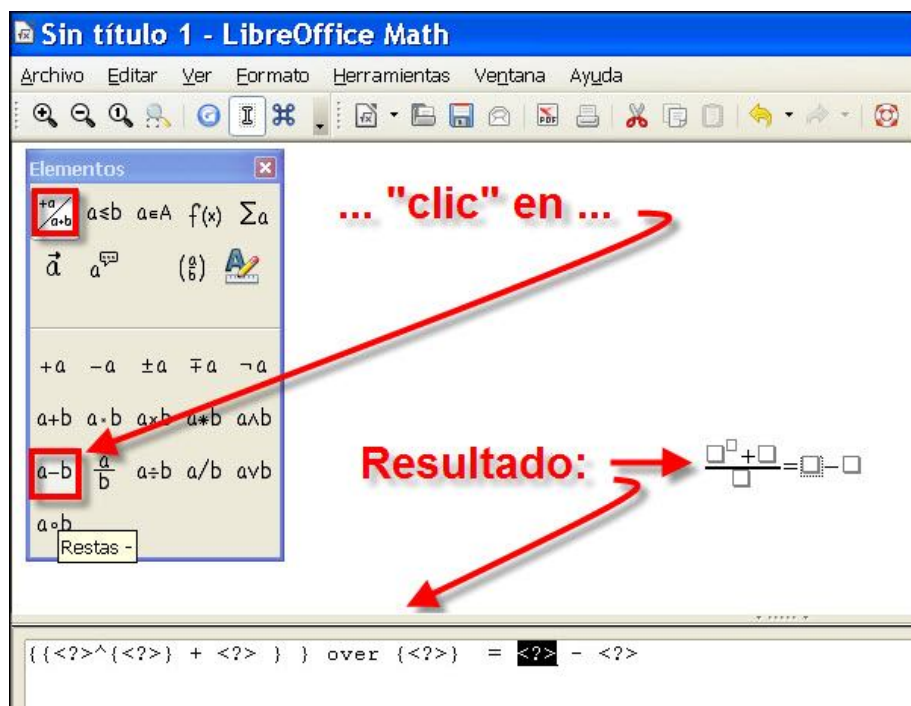 Sin título 1 - LibreOffice Math
Archivo Editar Ver Formato Herramientas Ventana Ayuda
PDF
Elementos
+a/a+b a≤b a∈A f(x) Σa
a⃗ a (a/b) A
... "clic" en ...
+a -a ±a ∓a ¬a
a+b a·b a×b a*b a∧b
a-b a/b a÷b a/b a∨b
a∘b
Restas -
Resultado:
□^□+□/□=□-□
{{<?>^{<?>} + <?> } } over {<?>} = <?> - <?>